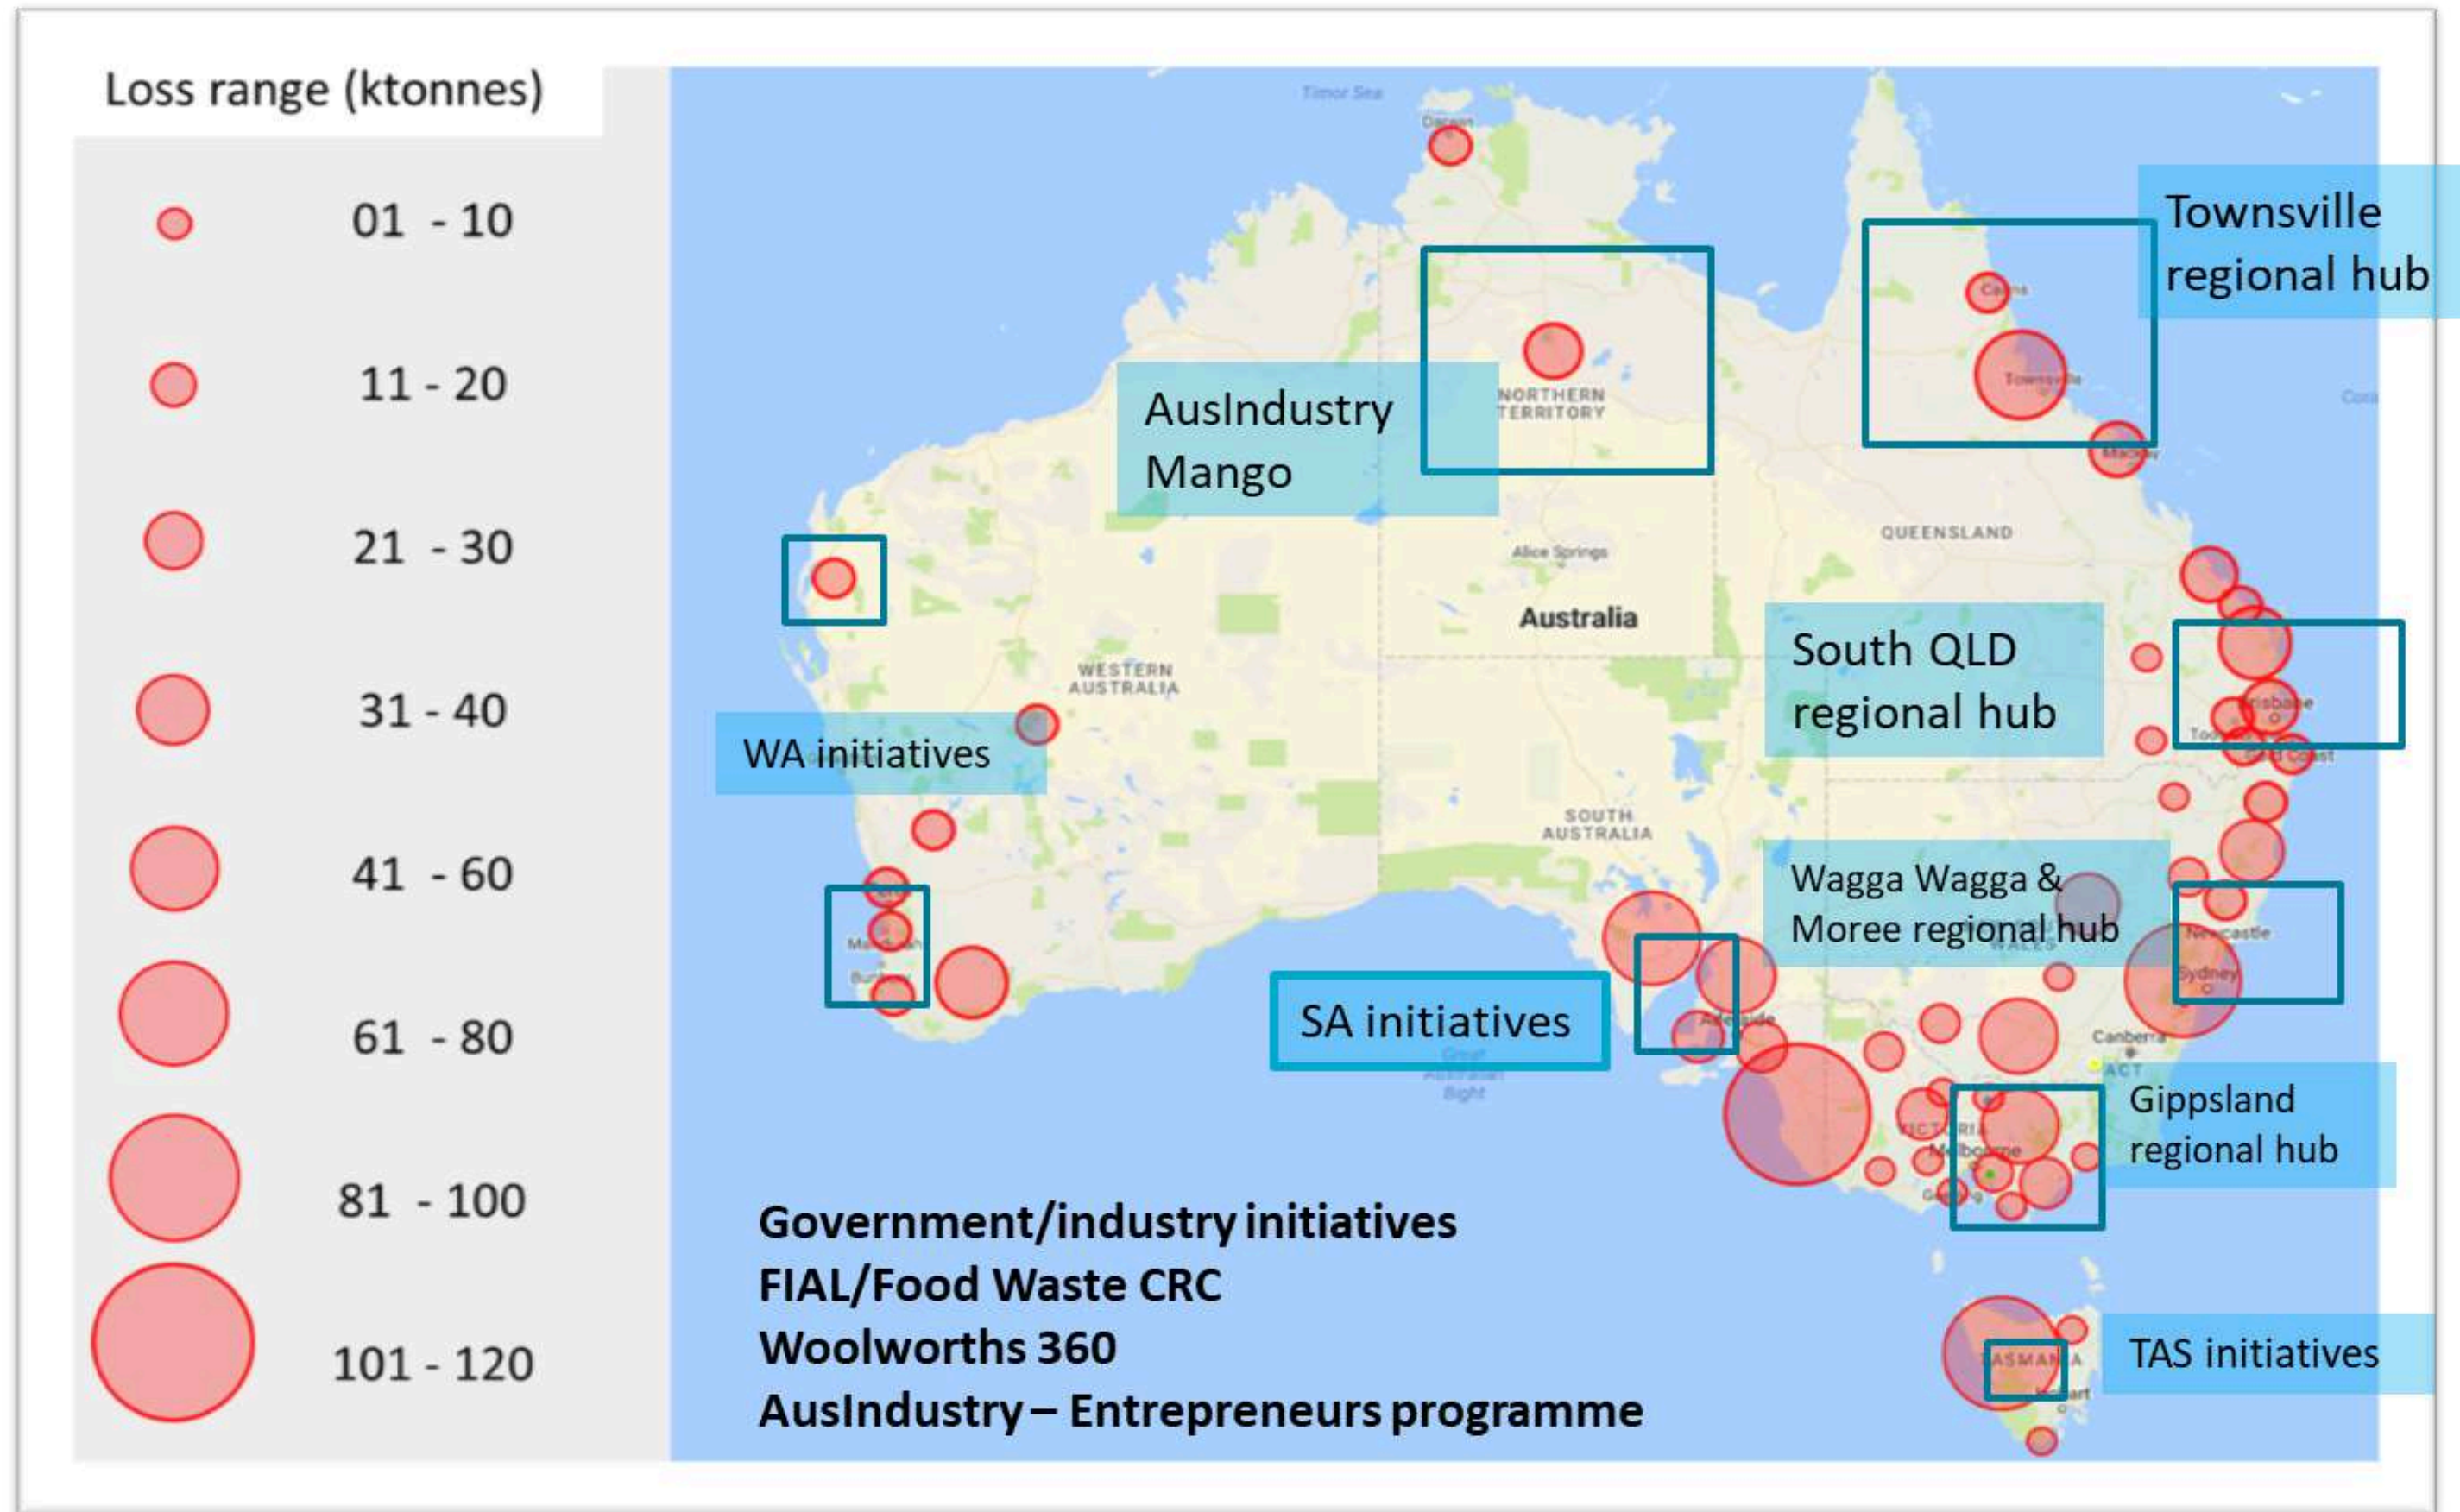 Loss range (ktonnes)
01 - 10
11 - 20
21 - 30
31 - 40
41 - 60
61 - 80
81 - 100
101 - 120
Timor Sea
Darwin
Townsville
regional hub
Cairns
Townsville
Mackay
Cora
NORTHERN
TERRITORY
AusIndustry
Mango
QUEENSLAND
Alice Springs
Australia
South QLD
regional hub
WESTERN
AUSTRALIA
WA initiatives
Brisbane
Gold Coast
SOUTH
AUSTRALIA
Wagga Wagga &
Moree regional hub
WALES
Newcastle
Sydney
Mandurah
Bunbury
SA initiatives
Adelaide
Great
Australian
Bight
Canberra
ACT
Gippsland
regional hub
VICTORIA
Melbourne
Geelong
Government/industry initiatives
FIAL/Food Waste CRC
Woolworths 360
AusIndustry – Entrepreneurs programme
TASMANIA
Hobart
TAS initiatives